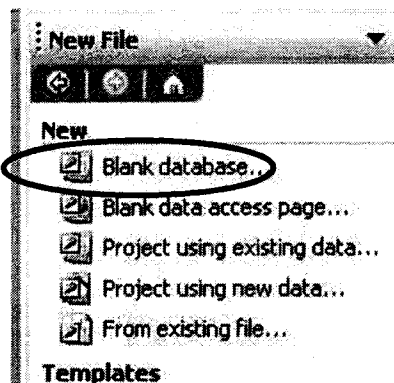 New File
New
Blank database...
Blank data access page...
Project using existing data...
Project using new data...
From existing file...
Templates